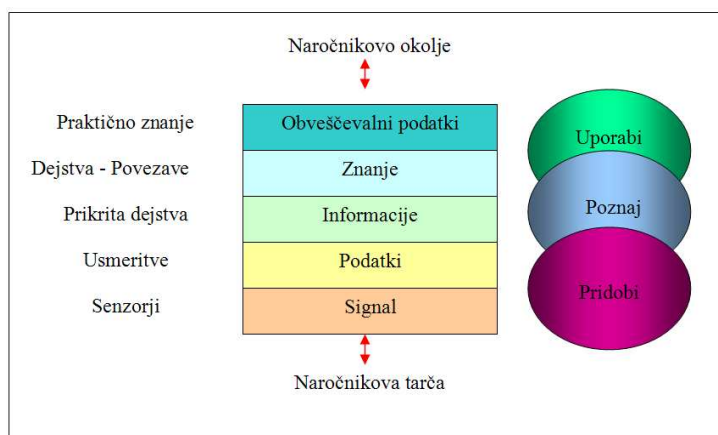 Naročnikovo okolje
Praktično znanje
Obveščevalni podatki
Uporabi
Dejstva - Povezave
Znanje
Prikrita dejstva
Informacije
Poznaj
Usmeritve
Podatki
Pridobi
Senzorji
Signal
Naročnikova tarča